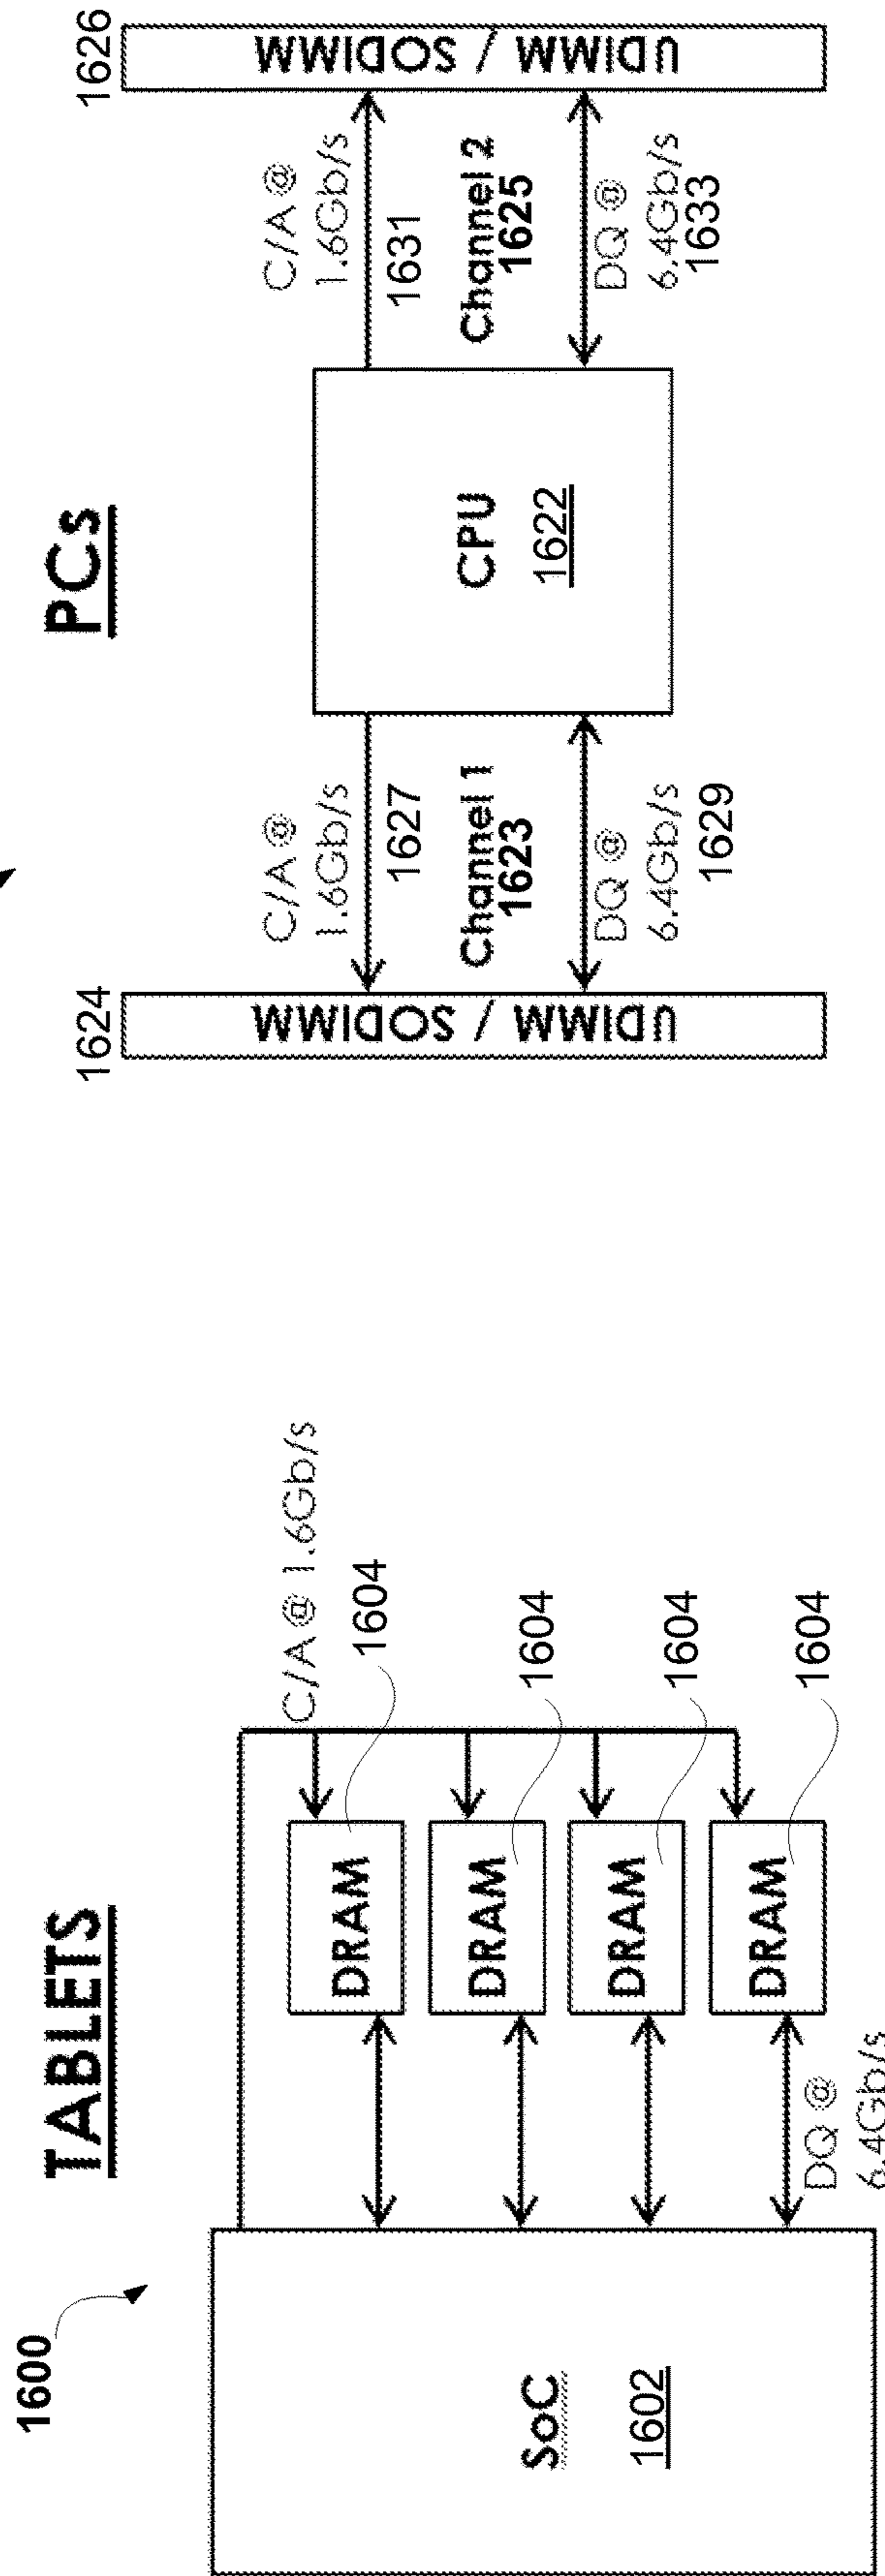 TABLETS
1600
SoC
1602
C/A @ 1.6Gb/s
DRAM
1604
DRAM
1604
DRAM
1604
DRAM
1604
DQ @
6.4Gb/s
PCs
1624
UDIMM / SODIMM
C/A @
1.6Gb/s
1627
Channel 1
1623
DQ @
6.4Gb/s
1629
CPU
1622
C/A @
1.6Gb/s
1631
Channel 2
1625
DQ @
6.4Gb/s
1633
1626
UDIMM / SODIMM